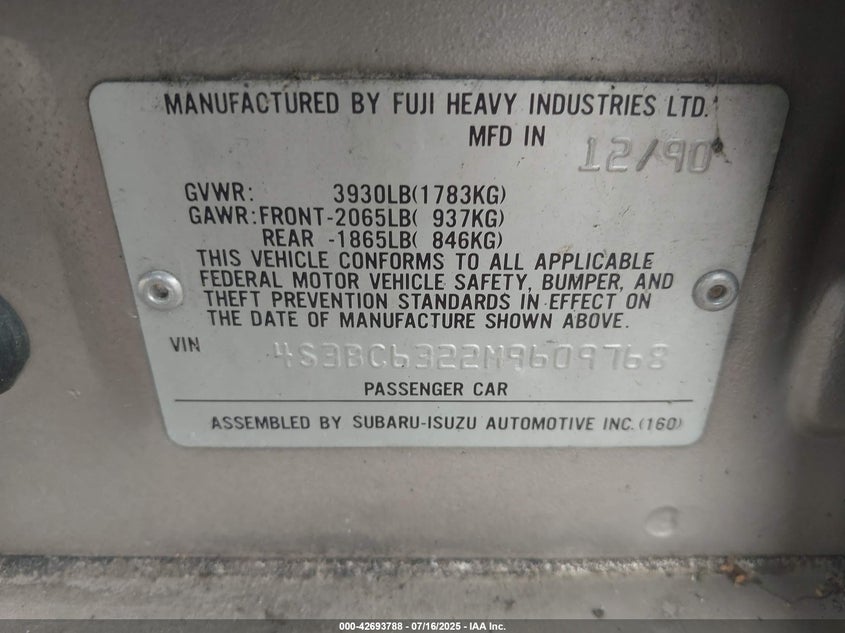 MANUFACTURED BY FUJI HEAVY INDUSTRIES LTD.
MFD IN 12/90
GVWR: 3930LB(1783KG)
GAWR:FRONT-2065LB( 937KG)
REAR -1865LB( 846KG)
THIS VEHICLE CONFORMS TO ALL APPLICABLE
FEDERAL MOTOR VEHICLE SAFETY, BUMPER, AND
THEFT PREVENTION STANDARDS IN EFFECT ON
THE DATE OF MANUFACTURE SHOWN ABOVE.
VIN 4S3BC6322M9609768
PASSENGER CAR
ASSEMBLED BY SUBARU-ISUZU AUTOMOTIVE INC.(160)
000-42693788 - 07/16/2025 - IAA Inc.